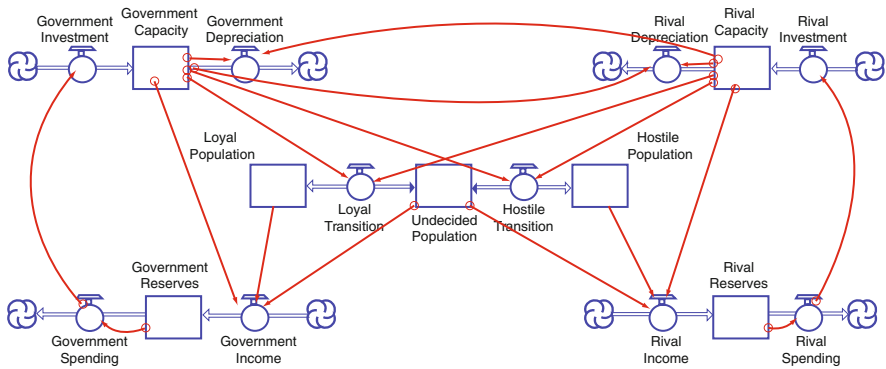 Government
Investment
Government
Capacity
Government
Depreciation
Rival
Depreciation
Rival
Capacity
Rival
Investment
Loyal
Population
Hostile
Population
Loyal
Transition
Undecided
Population
Hostile
Transition
Government
Reserves
Rival
Reserves
Government
Spending
Government
Income
Rival
Income
Rival
Spending